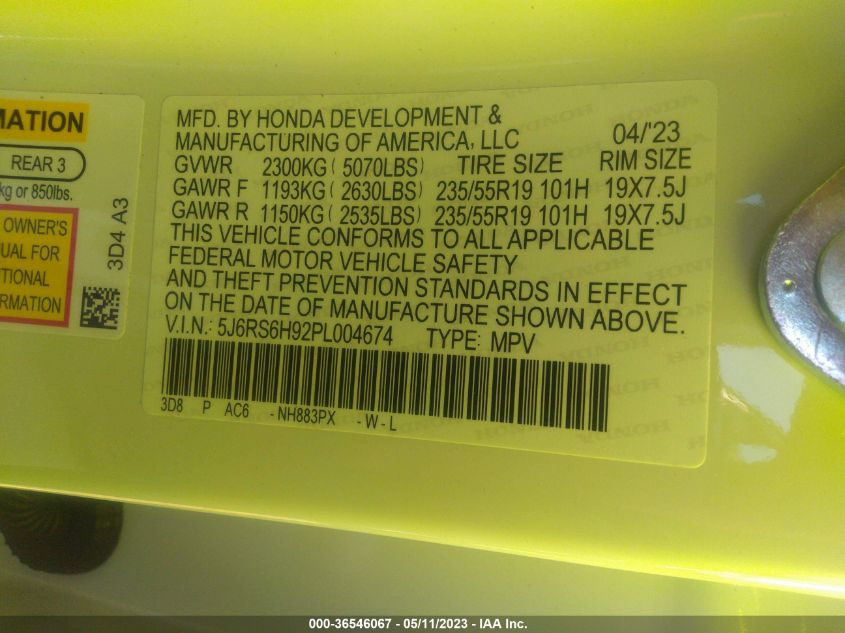 MATION
REAR 3
kg or 850lbs.
OWNER'S
UAL FOR
TIONAL
RMATION
3D4 A3
MFD. BY HONDA DEVELOPMENT &
MANUFACTURING OF AMERICA, LLC 04/'23
GVWR 2300KG ( 5070LBS) TIRE SIZE RIM SIZE
GAWR F 1193KG ( 2630LBS) 235/55R19 101H 19X7.5J
GAWR R 1150KG ( 2535LBS) 235/55R19 101H 19X7.5J
THIS VEHICLE CONFORMS TO ALL APPLICABLE
FEDERAL MOTOR VEHICLE SAFETY
AND THEFT PREVENTION STANDARDS IN EFFECT
ON THE DATE OF MANUFACTURE SHOWN ABOVE.
V.I.N.: 5J6RS6H92PL004674 TYPE: MPV
3D8 P AC6 -NH883PX -W-L
000-36546067 - 05/11/2023 - IAA Inc.